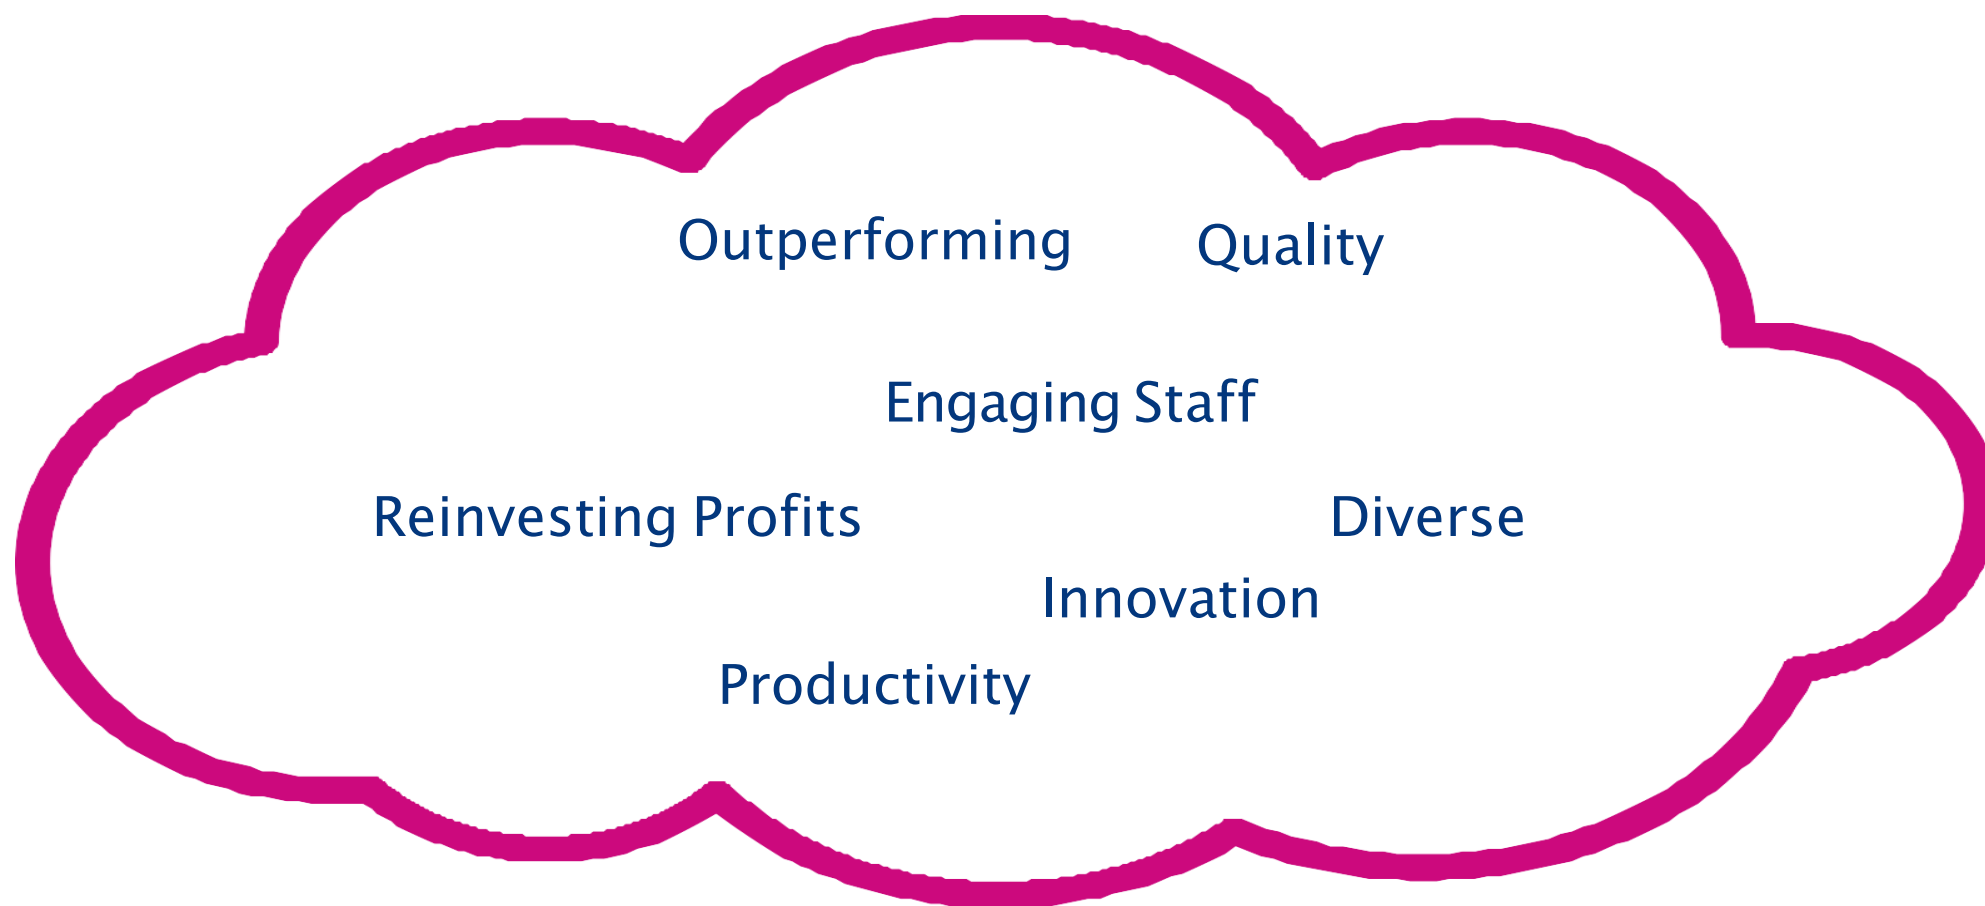 Outperforming
Quality
Engaging Staff
Reinvesting Profits
Diverse
Innovation
Productivity